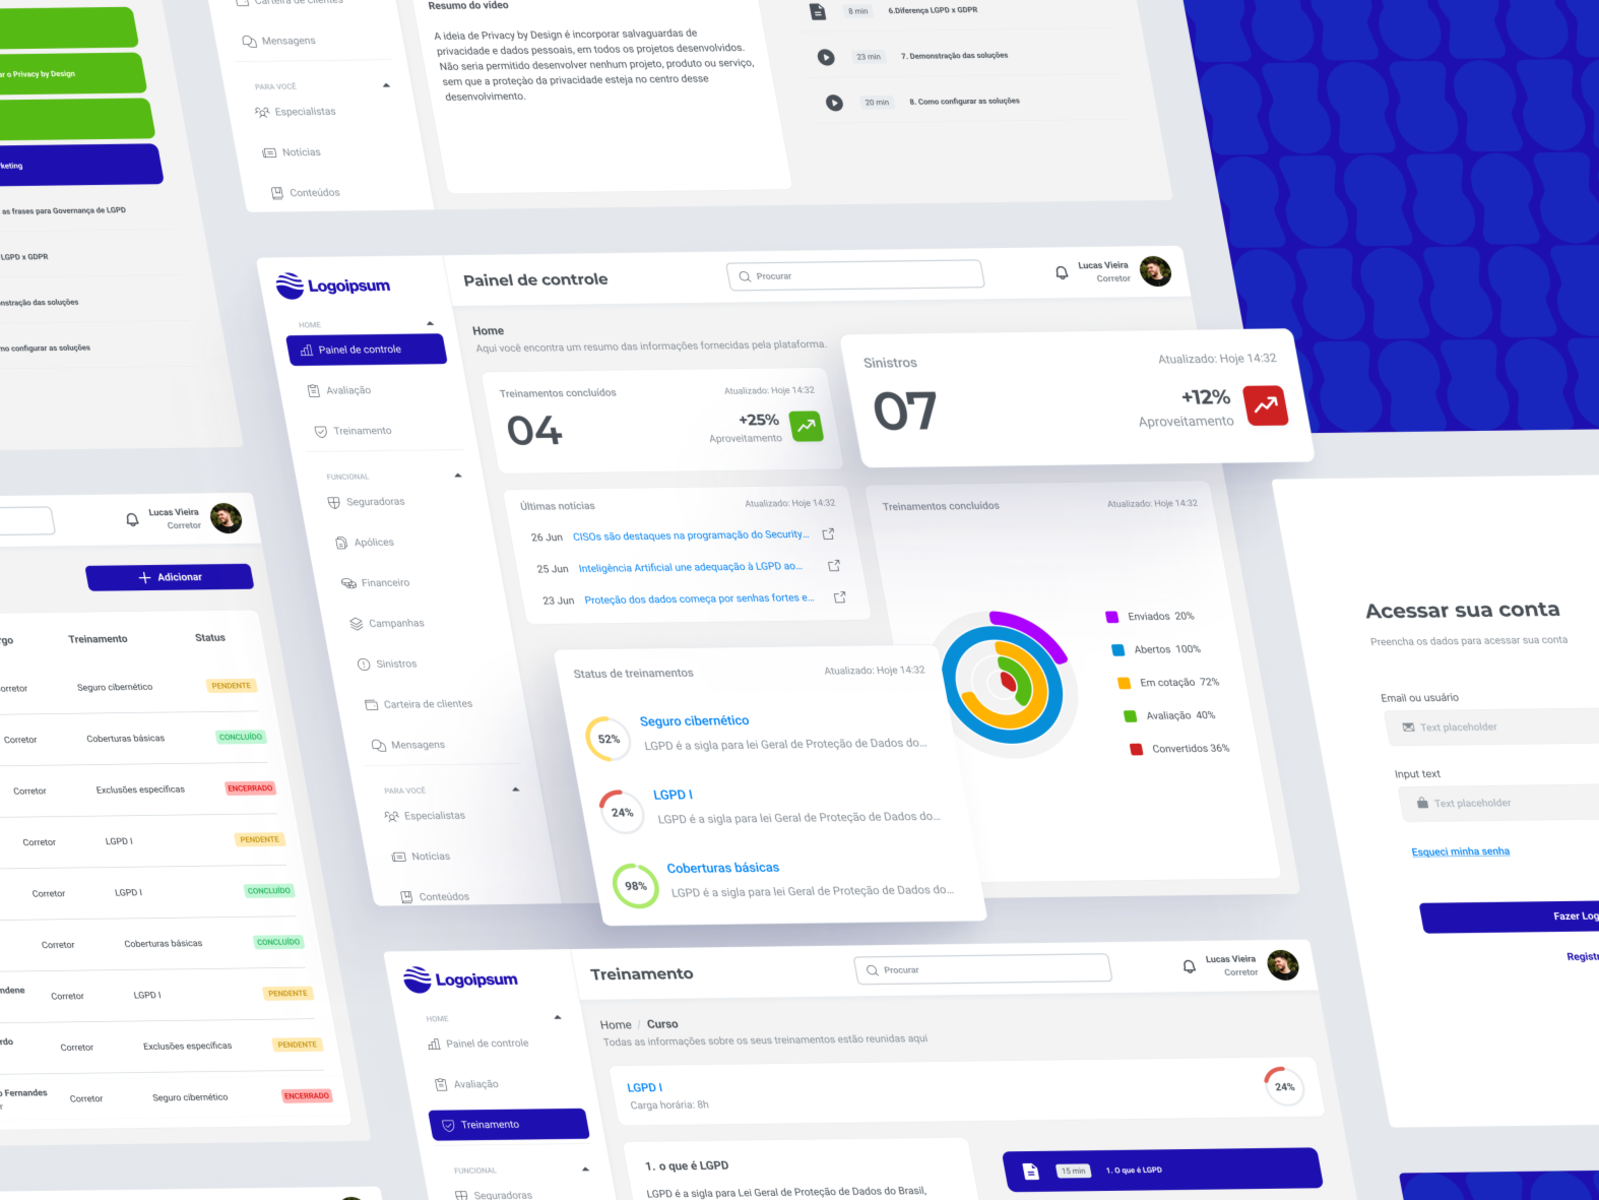 ar o Privacy by Design
keting
as frases para Governança de LGPD
LGPD x GDPR
nstração das soluções
mo configurar as soluções
Carteira de clientes
Mensagens
PARA VOCÊ
Especialistas
Notícias
Conteúdos
Resumo do vídeo
A ideia de Privacy by Design é incorporar salvaguardas de
privacidade e dados pessoais, em todos os projetos desenvolvidos.
Não seria permitido desenvolver nenhum projeto, produto ou serviço,
sem que a proteção da privacidade esteja no centro desse
desenvolvimento.
8 min 6.Diferença LGPD x GDPR
23 min 7. Demonstração das soluções
20 min 8. Como configurar as soluções
Logoipsum
HOME
Painel de controle
Avaliação
Treinamento
FUNCIONAL
Seguradoras
Apólices
Financeiro
Campanhas
Sinistros
Carteira de clientes
Mensagens
PARA VOCÊ
Especialistas
Notícias
Conteúdos
Painel de controle
Procurar
Lucas Vieira
Corretor
Home
Aqui você encontra um resumo das informações fornecidas pela plataforma.
Treinamentos concluídos Atualizado: Hoje 14:32
04 +25%
Aproveitamento
Sinistros Atualizado: Hoje 14:32
07 +12%
Aproveitamento
Últimas notícias Atualizado: Hoje 14:32
26 Jun CISOs são destaques na programação do Security...
25 Jun Inteligência Artificial une adequação à LGPD ao...
23 Jun Proteção dos dados começa por senhas fortes e...
Treinamentos concluídos Atualizado: Hoje 14:32
Enviados 20%
Abertos 100%
Em cotação 72%
Avaliação 40%
Convertidos 36%
Status de treinamentos Atualizado: Hoje 14:32
52% Seguro cibernético
LGPD é a sigla para lei Geral de Proteção de Dados do...
24% LGPD I
LGPD é a sigla para lei Geral de Proteção de Dados do...
98% Coberturas básicas
LGPD é a sigla para lei Geral de Proteção de Dados do...
Lucas Vieira
Corretor
Adicionar
rgo Treinamento Status
orretor Seguro cibernético PENDENTE
Corretor Coberturas básicas CONCLUÍDO
Corretor Exclusões específicas ENCERRADO
Corretor LGPD I PENDENTE
Corretor LGPD I CONCLUÍDO
Corretor Coberturas básicas CONCLUÍDO
mdene Corretor LGPD I PENDENTE
rdo Corretor Exclusões específicas PENDENTE
o Fernandes Corretor Seguro cibernético ENCERRADO
r
Acessar sua conta
Preencha os dados para acessar sua conta
Email ou usuário
Text placeholder
Input text
Text placeholder
Esqueci minha senha
Fazer Log
Registr
Logoipsum
HOME
Painel de controle
Avaliação
Treinamento
FUNCIONAL
Seguradoras
Treinamento
Procurar
Lucas Vieira
Corretor
Home / Curso
Todas as informações sobre os seus treinamentos estão reunidas aqui
LGPD I
Carga horária: 8h
24%
1. o que é LGPD
LGPD é a sigla para Lei Geral de Proteção de Dados do Brasil,
15 min 1. O que é LGPD